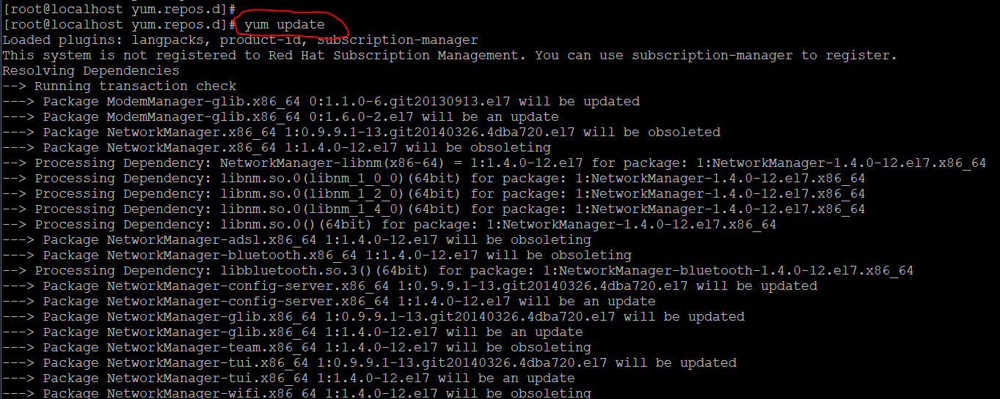 [root@localhost yum.repos.d]#
[root@localhost yum.repos.d]# yum update
Loaded plugins: langpacks, product-id, subscription-manager
This system is not registered to Red Hat Subscription Management. You can use subscription-manager to register.
Resolving Dependencies
--> Running transaction check
---> Package ModemManager-glib.x86_64 0:1.1.0-6.git20130913.el7 will be updated
---> Package ModemManager-glib.x86_64 0:1.6.0-2.el7 will be an update
---> Package NetworkManager.x86_64 1:0.9.9.1-13.git20140326.4dba720.el7 will be obsoleted
---> Package NetworkManager.x86_64 1:1.4.0-12.el7 will be obsoleting
--> Processing Dependency: NetworkManager-libnm(x86-64) = 1:1.4.0-12.el7 for package: 1:NetworkManager-1.4.0-12.el7.x86_64
--> Processing Dependency: libnm.so.0(libnm_1_0_0)(64bit) for package: 1:NetworkManager-1.4.0-12.el7.x86_64
--> Processing Dependency: libnm.so.0(libnm_1_2_0)(64bit) for package: 1:NetworkManager-1.4.0-12.el7.x86_64
--> Processing Dependency: libnm.so.0(libnm_1_4_0)(64bit) for package: 1:NetworkManager-1.4.0-12.el7.x86_64
--> Processing Dependency: libnm.so.0()(64bit) for package: 1:NetworkManager-1.4.0-12.el7.x86_64
---> Package NetworkManager-adsl.x86_64 1:1.4.0-12.el7 will be obsoleting
---> Package NetworkManager-bluetooth.x86_64 1:1.4.0-12.el7 will be obsoleting
--> Processing Dependency: libbluetooth.so.3()(64bit) for package: 1:NetworkManager-bluetooth-1.4.0-12.el7.x86_64
---> Package NetworkManager-config-server.x86_64 1:0.9.9.1-13.git20140326.4dba720.el7 will be updated
---> Package NetworkManager-config-server.x86_64 1:1.4.0-12.el7 will be an update
---> Package NetworkManager-glib.x86_64 1:0.9.9.1-13.git20140326.4dba720.el7 will be updated
---> Package NetworkManager-glib.x86_64 1:1.4.0-12.el7 will be an update
---> Package NetworkManager-team.x86_64 1:1.4.0-12.el7 will be obsoleting
---> Package NetworkManager-tui.x86_64 1:0.9.9.1-13.git20140326.4dba720.el7 will be updated
---> Package NetworkManager-tui.x86_64 1:1.4.0-12.el7 will be an update
---> Package NetworkManager-wifi.x86_64 1:1.4.0-12.el7 will be obsoleting